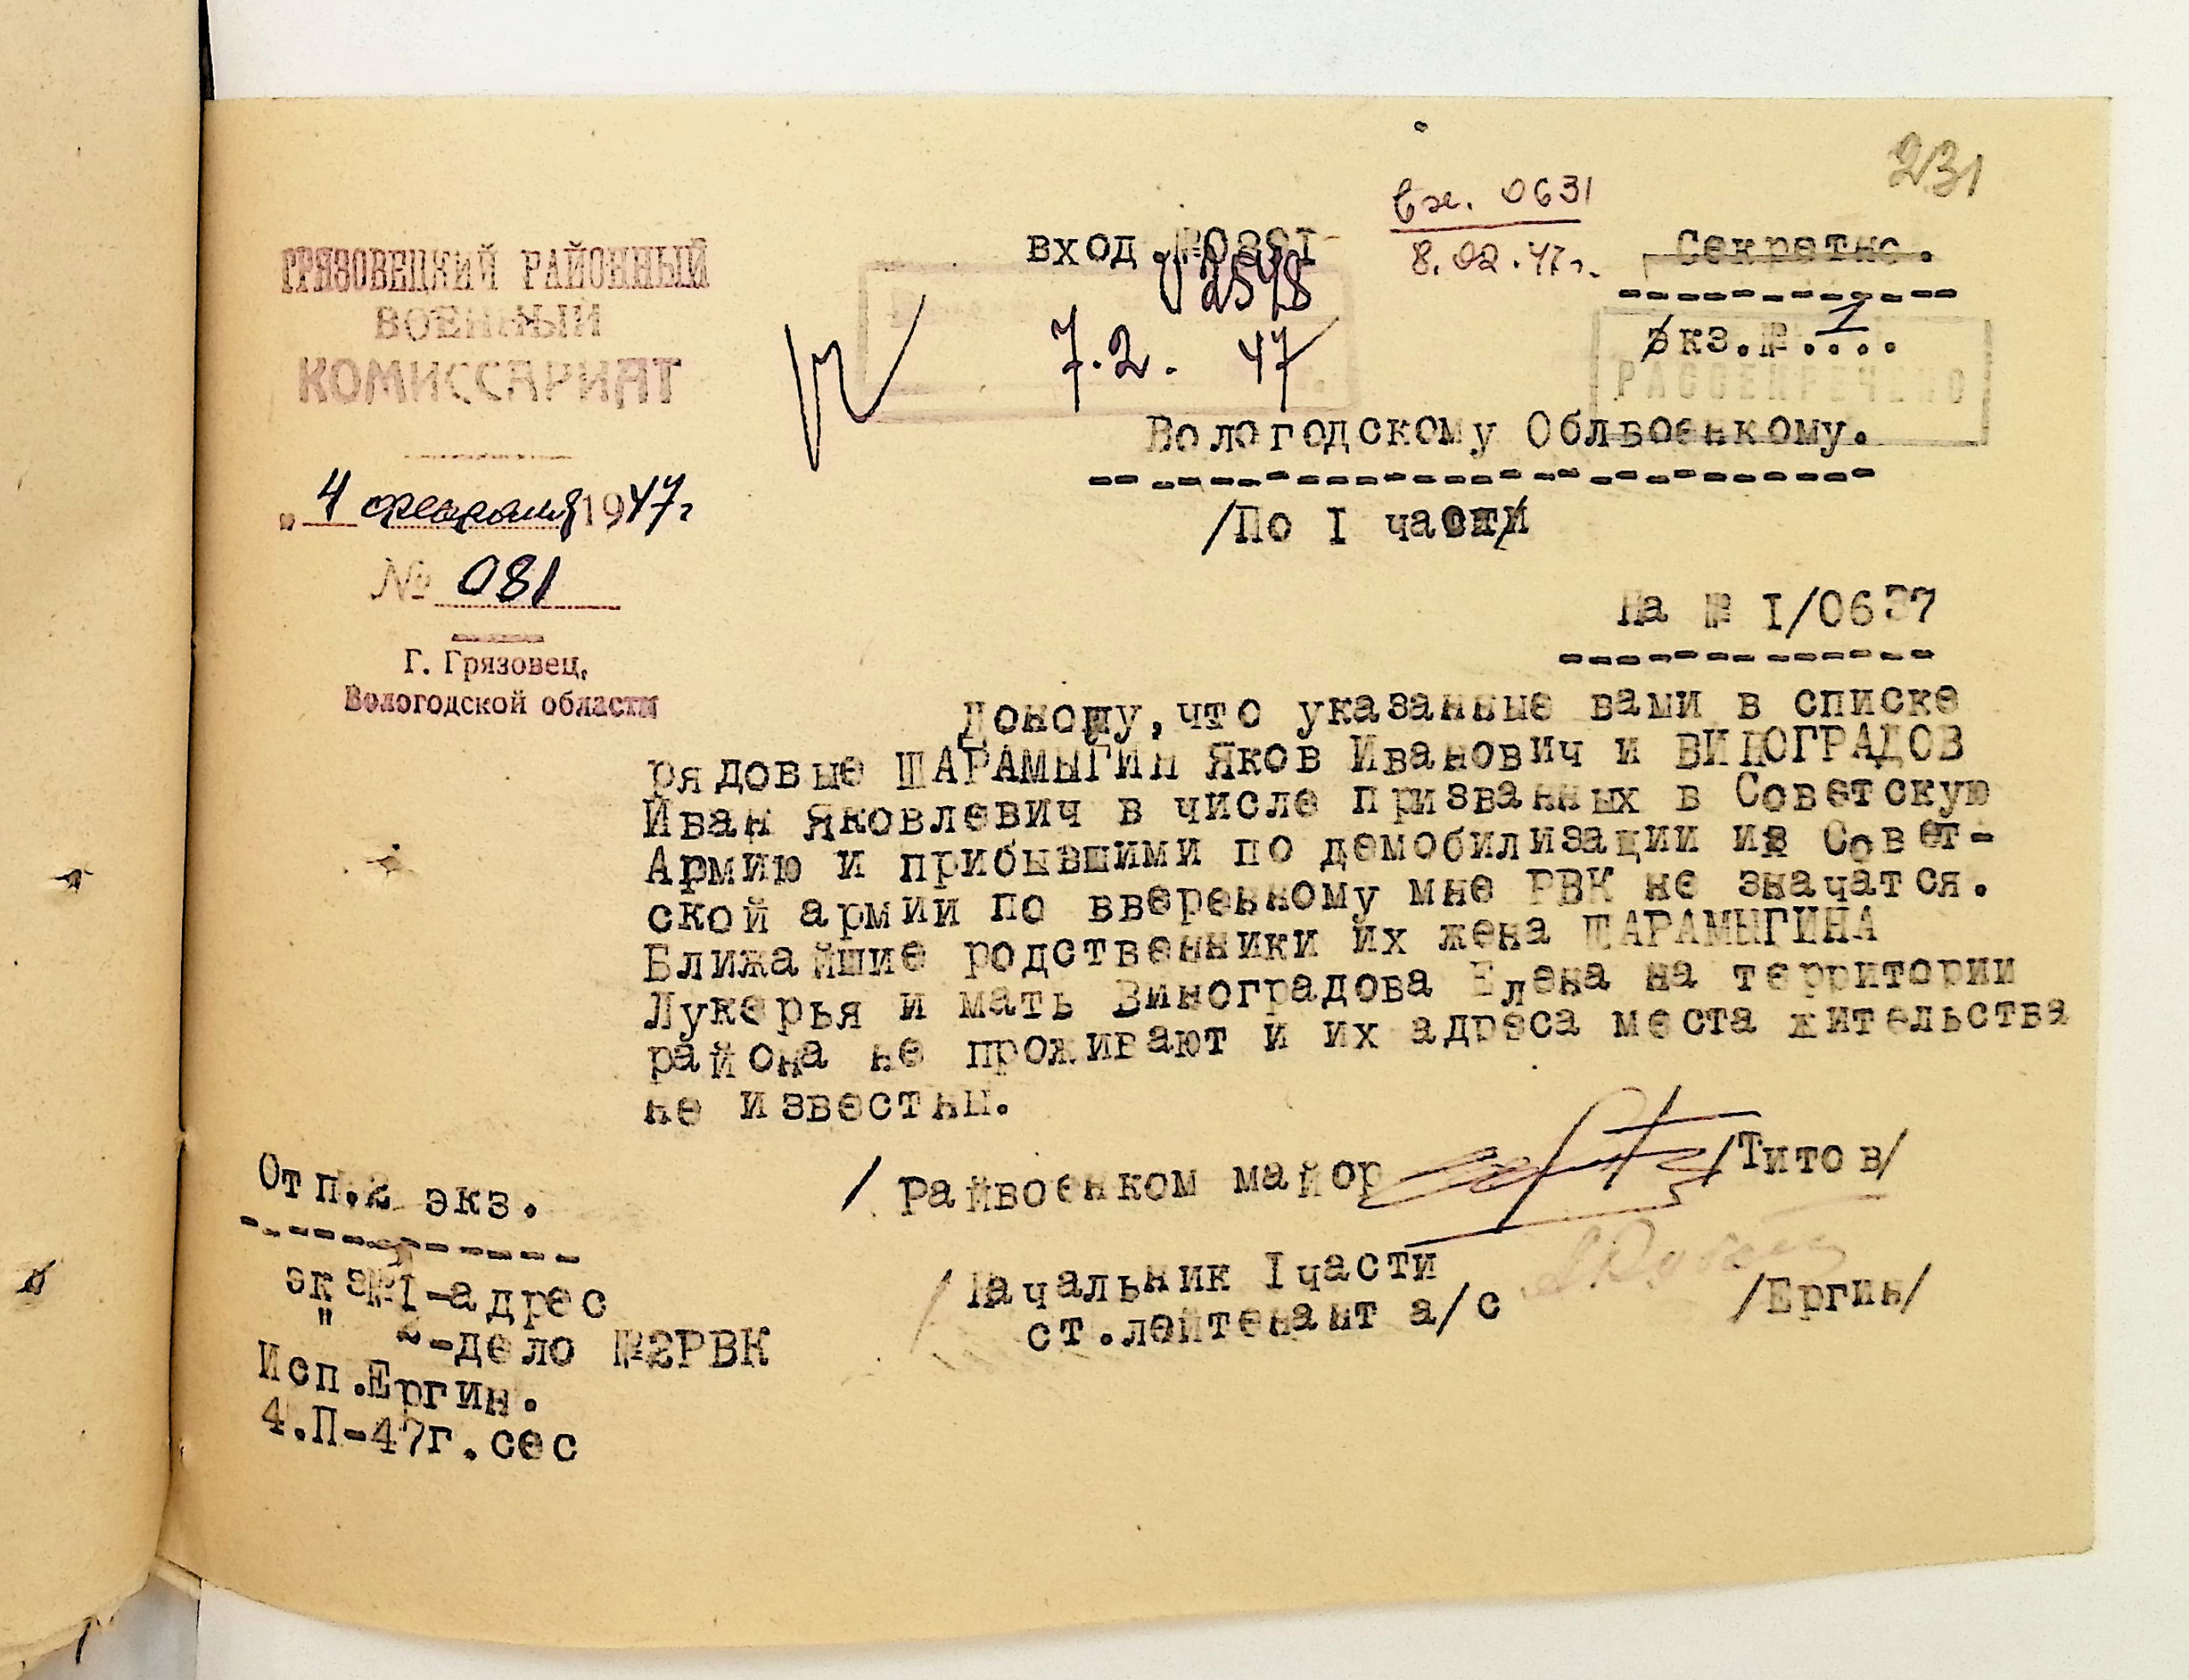 231
вх. 0631
8.02.47г.
ГРЯЗОВЕЦКИЙ РАЙОННЫЙ
ВОЕННЫЙ
КОМИССАРИАТ
„ 4 февраля 1947г
№ 081
Г. Грязовец,
Вологодской области
вход
2548
7.2. 47
Секретно.
экз.№ 1
РАССЕКРЕЧЕНО
Вологодскому Облвоенкому.
/По I части/
На № I/0637
Доношу,что указанные вами в списке
рядовые ШАРАМЫГИН Яков Иванович и ВИНОГРАДОВ
Иван Яковлевич в числе призванных в Советскую
Армию и прибывшими по демобилизации из Совет-
ской армии по вверенному мне РВК не значатся.
Ближайшие родственники их жена ШАРАМЫГИНА
Лукерья и мать Виноградова Елена на территории
района не проживают и их адреса места жительства
не известны.
/ Райвоенком майор /Титов/
/ Начальник Iчасти
ст.лейтенант а/с /Ергин/
Отп.2 экз.
экз№1-адрес
" 2-дело №2РВК
Исп.Ергин.
4.П-47г.сес